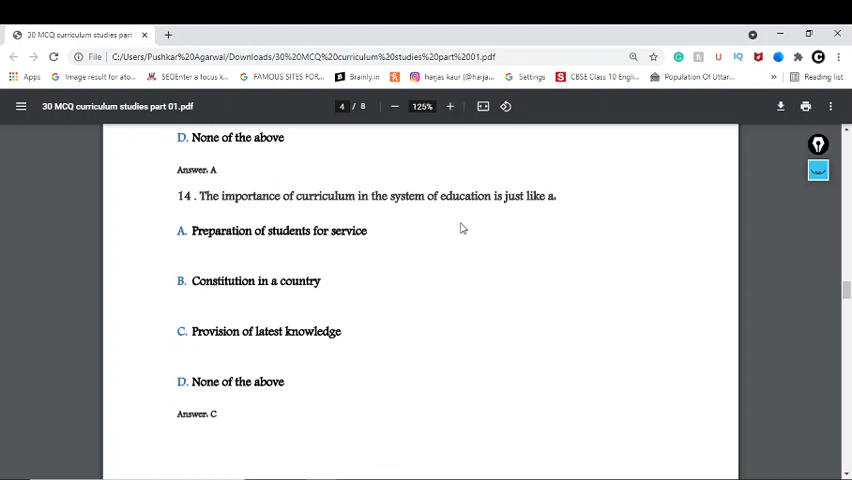 30 MCQ curriculum studies part
File | C:/Users/Pushkar%20Agarwal/Downloads/30%20MCQ%20curriculum%20studies%20part%2001.pdf
Apps Image result for ato... SEOEnter a focus k... FAMOUS SITES FOR... Brainly.in harjas kaur (@harja... Settings CBSE Class 10 Engli... Population Of Uttar... » Reading list
30 MCQ curriculum studies part 01.pdf 4 / 8 125%
D. None of the above
Answer: A
14 . The importance of curriculum in the system of education is just like a.
A. Preparation of students for service
B. Constitution in a country
C. Provision of latest knowledge
D. None of the above
Answer: C